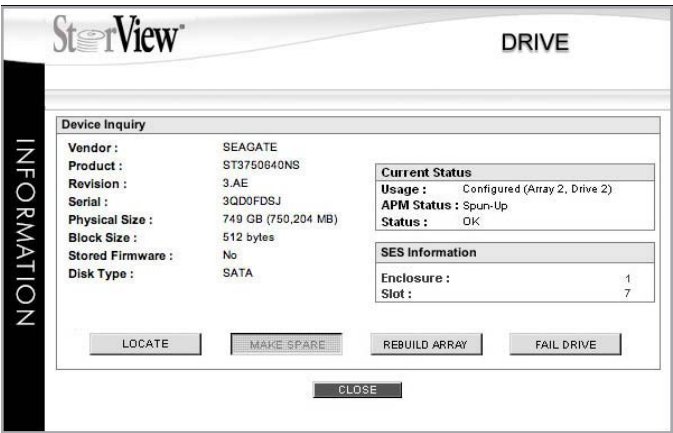 StorView
DRIVE
INFORMATION
Device Inquiry
Vendor : SEAGATE
Product : ST3750640NS
Revision : 3.AE
Serial : 3QD0FDSJ
Physical Size : 749 GB (750,204 MB)
Block Size : 512 bytes
Stored Firmware : No
Disk Type : SATA
Current Status
Usage : Configured (Array 2, Drive 2)
APM Status : Spun-Up
Status : OK
SES Information
Enclosure : 1
Slot : 7
LOCATE MAKE SPARE REBUILD ARRAY FAIL DRIVE
CLOSE